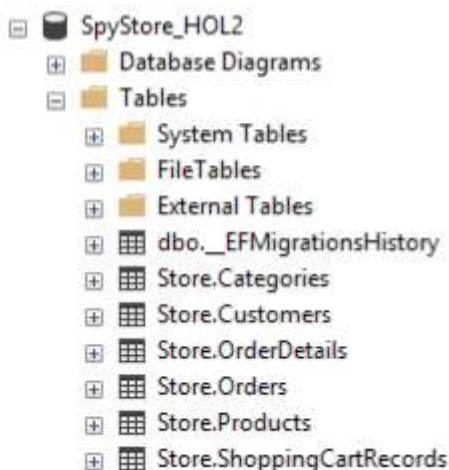 SpyStore_HOL2
Database Diagrams
Tables
System Tables
FileTables
External Tables
dbo.__EFMigrationsHistory
Store.Categories
Store.Customers
Store.OrderDetails
Store.Orders
Store.Products
Store.ShoppingCartRecords